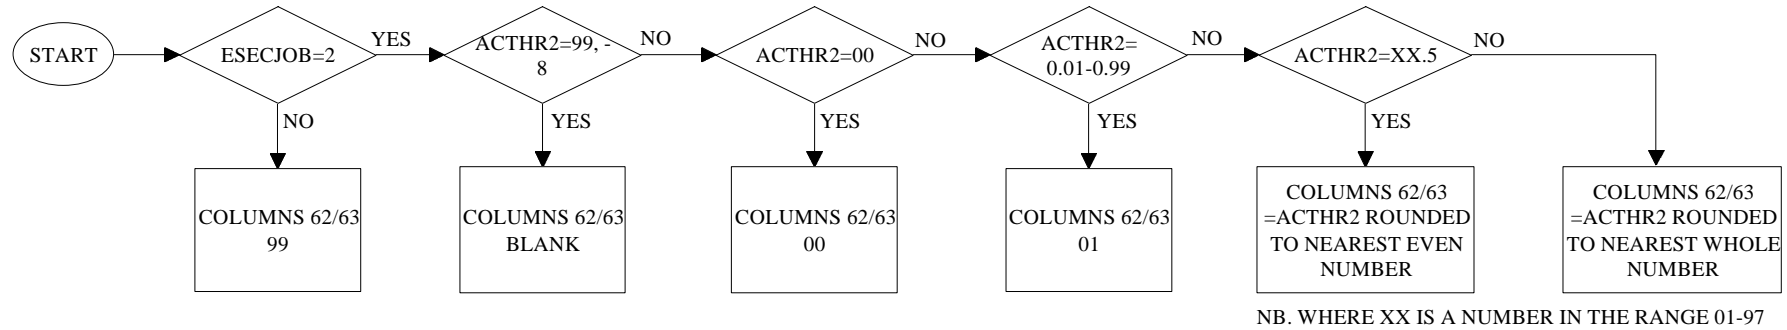 START
ESECJOB=2
YES
NO
ACTHR2=99, -
8
NO
YES
ACTHR2=00
NO
YES
ACTHR2=
0.01-0.99
NO
YES
ACTHR2=XX.5
NO
YES
COLUMNS 62/63
99
COLUMNS 62/63
BLANK
COLUMNS 62/63
00
COLUMNS 62/63
01
COLUMNS 62/63
=ACTHR2 ROUNDED
TO NEAREST EVEN
NUMBER
COLUMNS 62/63
=ACTHR2 ROUNDED
TO NEAREST WHOLE
NUMBER
NB. WHERE XX IS A NUMBER IN THE RANGE 01-97